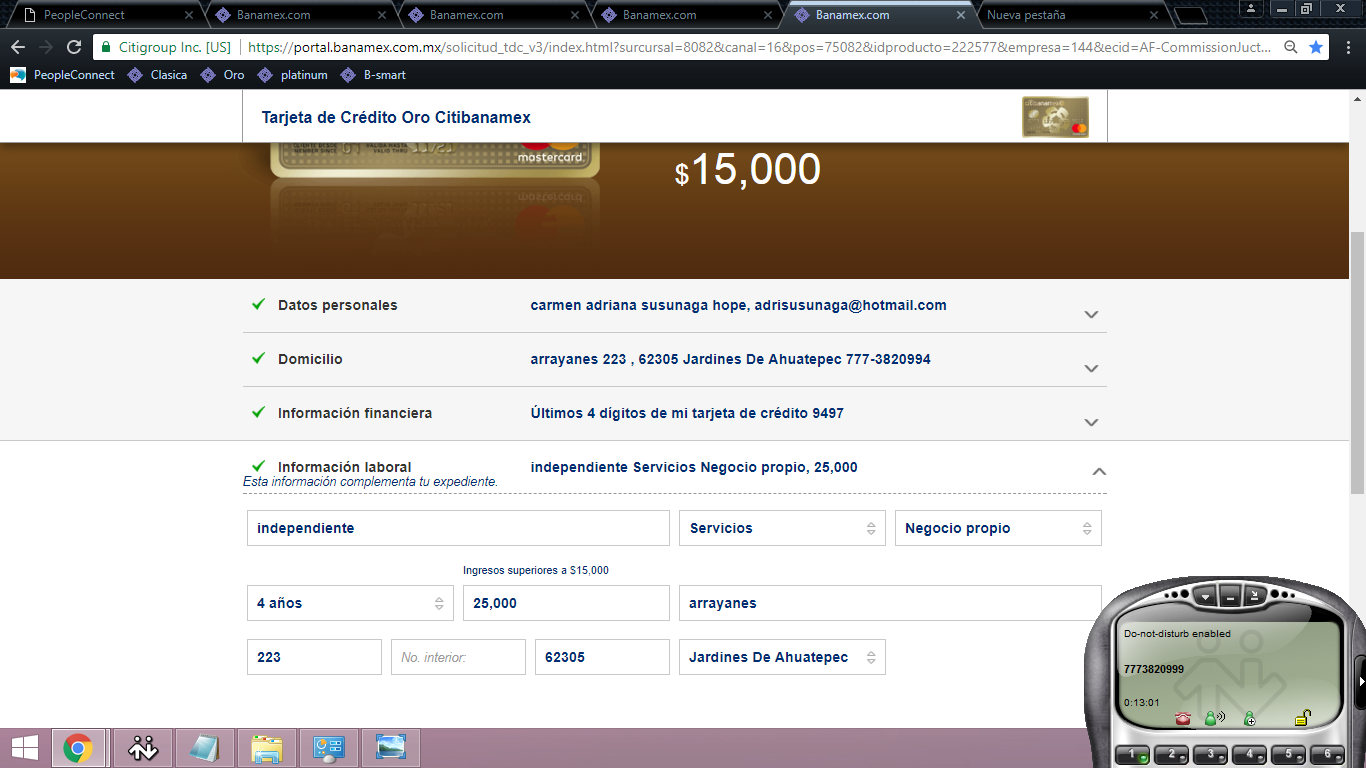 PeopleConnect
Banamex.com
Banamex.com
Banamex.com
Banamex.com
Nueva pestaña
Citigroup Inc. [US]
https://portal.banamex.com.mx/solicitud_tdc_v3/index.html?sursursal=8082&canal=16&pos=75082&idproducto=222577&empresa=144&ecid=AF-CommissionJuct...
PeopleConnect Clasica Oro platinum B-smart
Tarjeta de Crédito Oro Citibanamex
mastercard
$15,000
Datos personales carmen adriana susunaga hope, adrisusunaga@hotmail.com
Domicilio arrayanes 223 , 62305 Jardines De Ahuatepec 777-3820994
Información financiera Últimos 4 dígitos de mi tarjeta de crédito 9497
Información laboral independiente Servicios Negocio propio, 25,000
Esta información complementa tu expediente.
independiente Servicios Negocio propio
Ingresos superiores a $15,000
4 años 25,000 arrayanes
223 No. interior: 62305 Jardines De Ahuatepec
Do-not-disturb enabled
7773820999
0:13:01
1 2 3 4 5 6